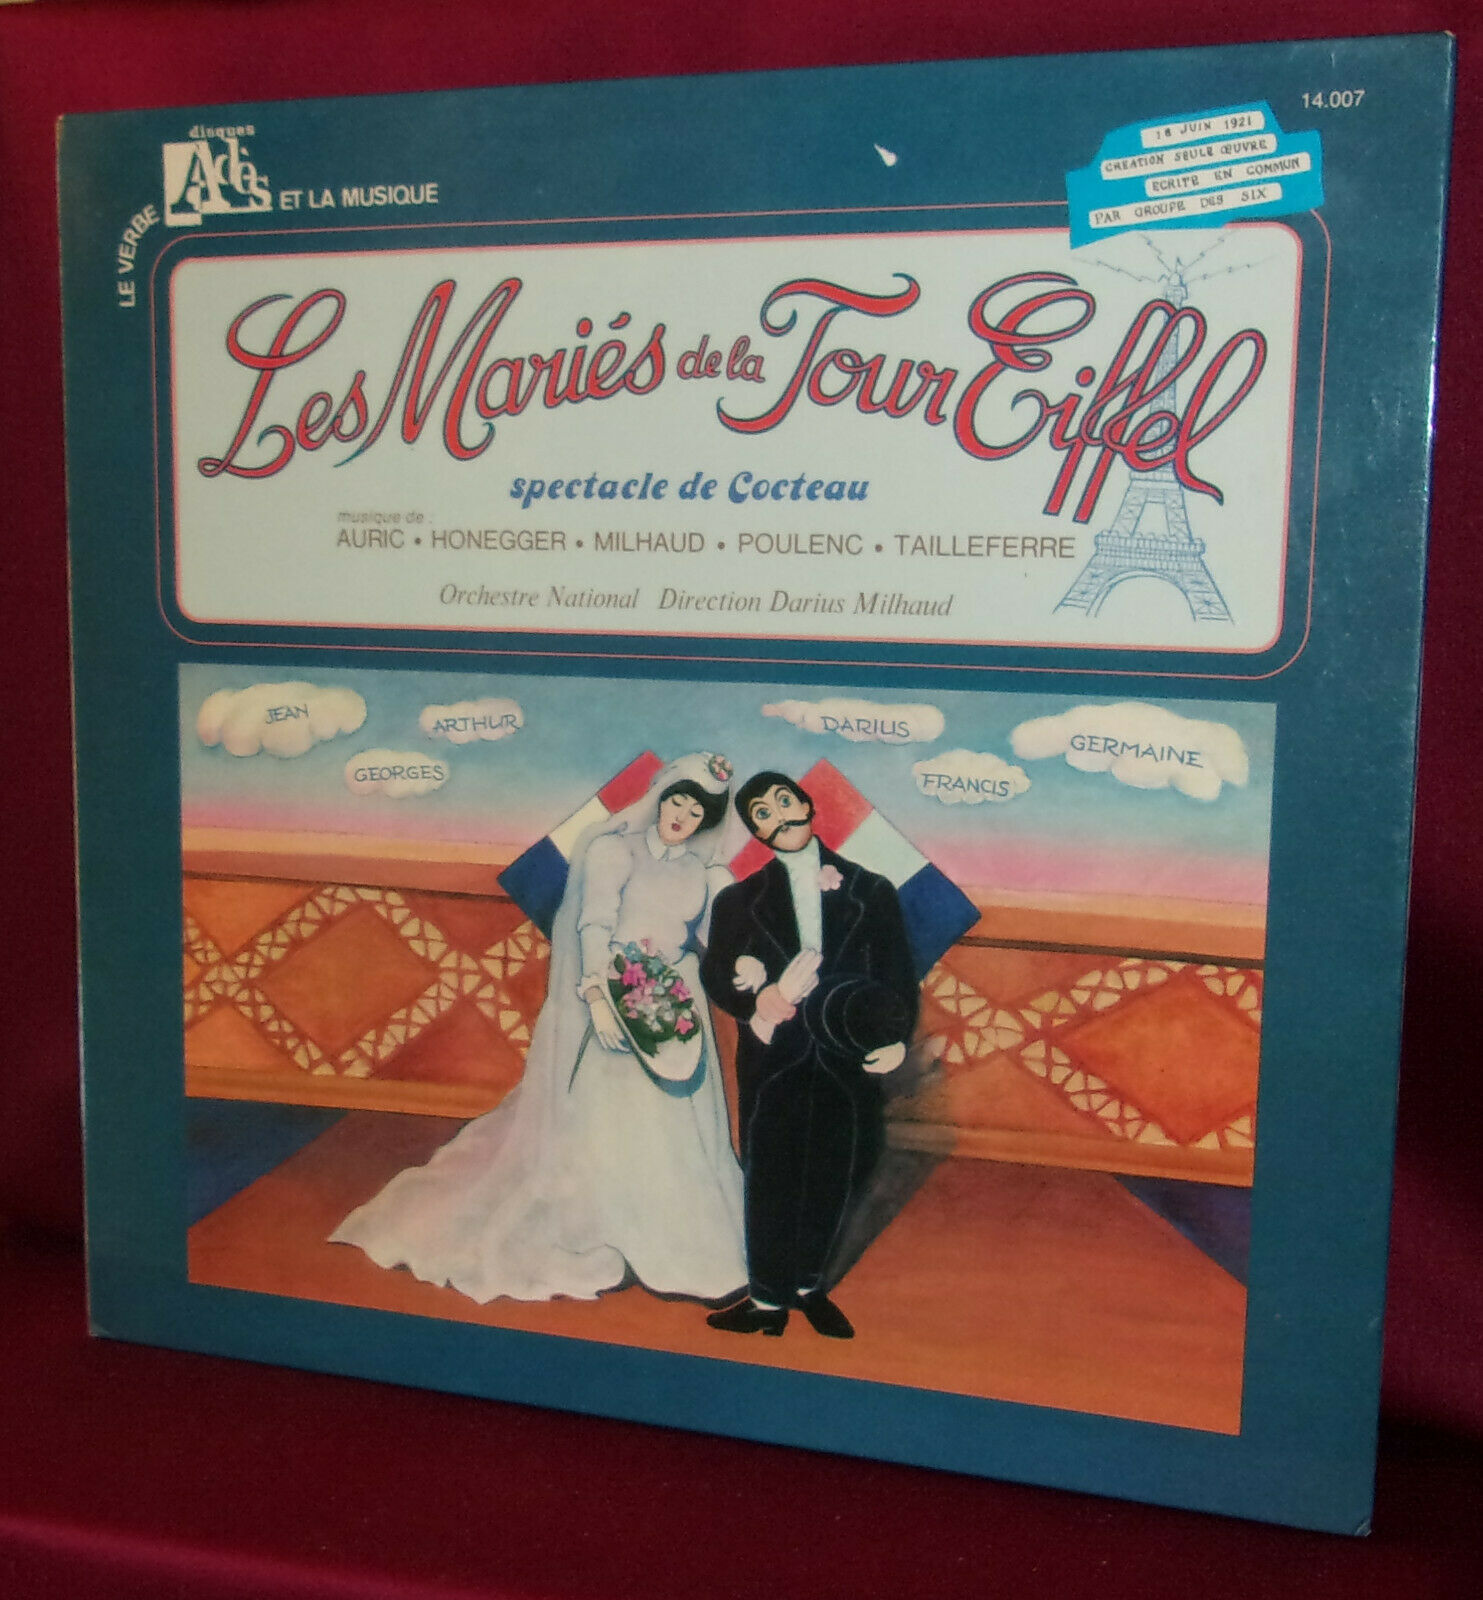 14.007
disques
Adès
LE VERBE
ET LA MUSIQUE
18 JUIN 1921
CREATION SEULE ŒUVRE
ECRITE EN COMMUN
PAR GROUPE DES SIX
Les Mariés de la Tour Eiffel
spectacle de Cocteau
musique de :
AURIC • HONEGGER • MILHAUD • POULENC • TAILLEFERRE
Orchestre National Direction Darius Milhaud
JEAN
ARTHUR
DARIUS
GERMAINE
GEORGES
FRANCIS